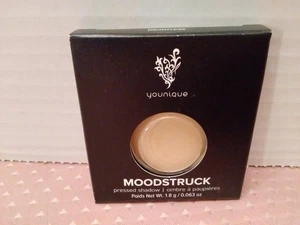 younique
MOODSTRUCK
pressed shadow | ombre à paupières
Poids Net Wt. 1.8 g / 0.063 oz